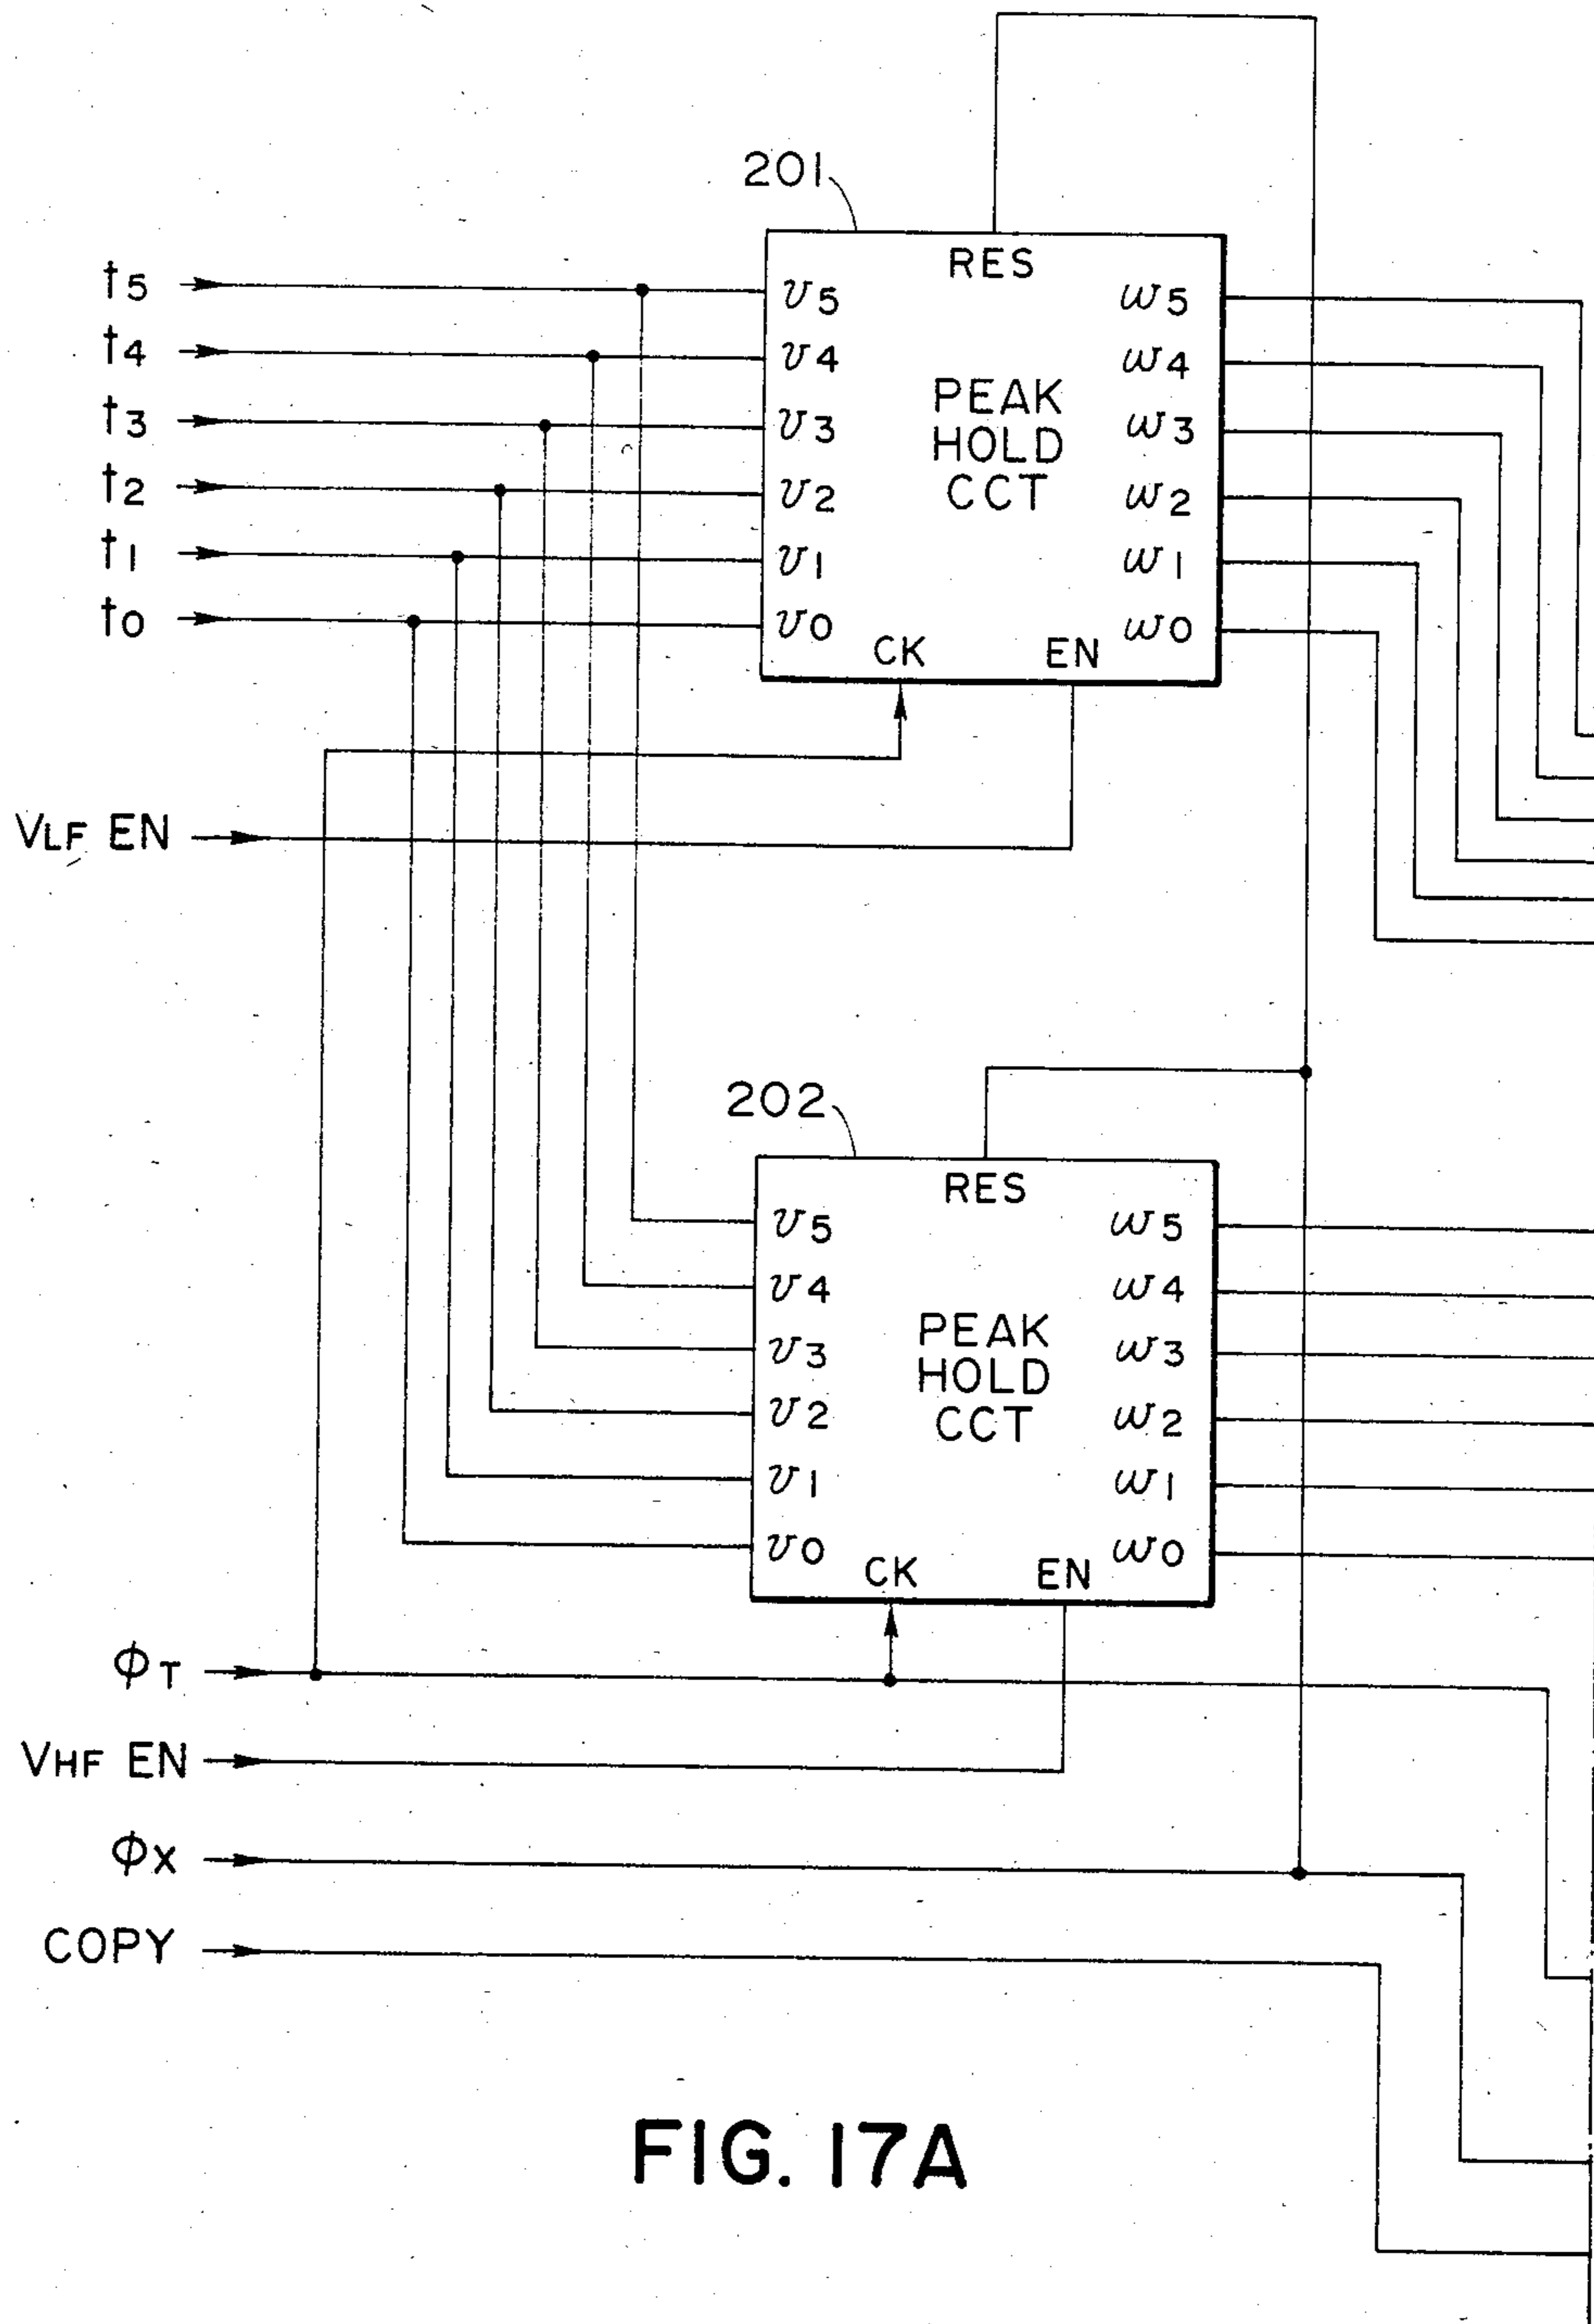 201
RES
t5
v5
w5
t4
v4
w4
PEAK
HOLD
CCT
t3
v3
w3
t2
v2
w2
t1
v1
w1
t0
v0
w0
CK
EN
VLF EN
202
RES
v5
w5
v4
w4
PEAK
HOLD
CCT
v3
w3
v2
w2
v1
w1
v0
w0
CK
EN
ϕT
VHF EN
ϕX
COPY
FIG. 17A